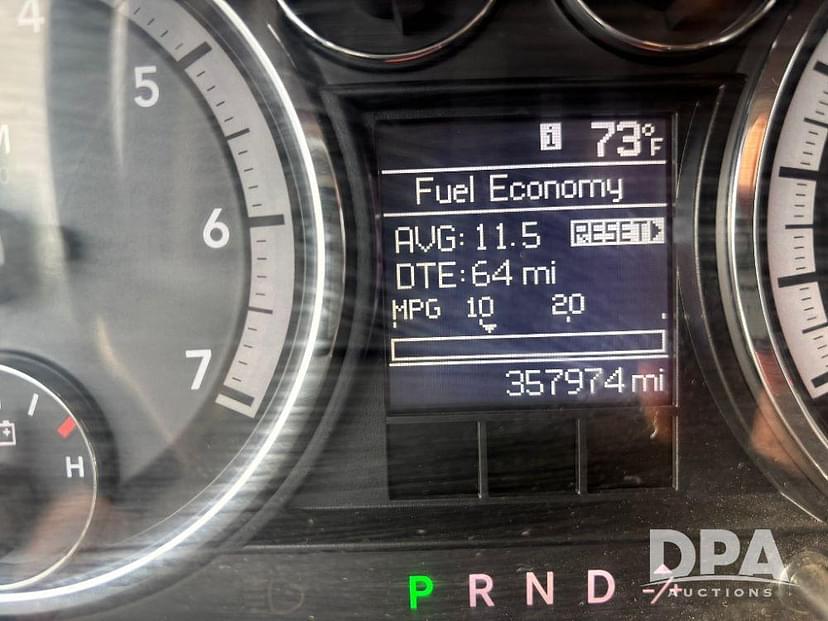 4
5
6
7
H
i 73°F
Fuel Economy
AVG: 11.5 RESET
DTE: 64 mi
MPG 10 20
357974 mi
P R N D
DPA
AUCTIONS